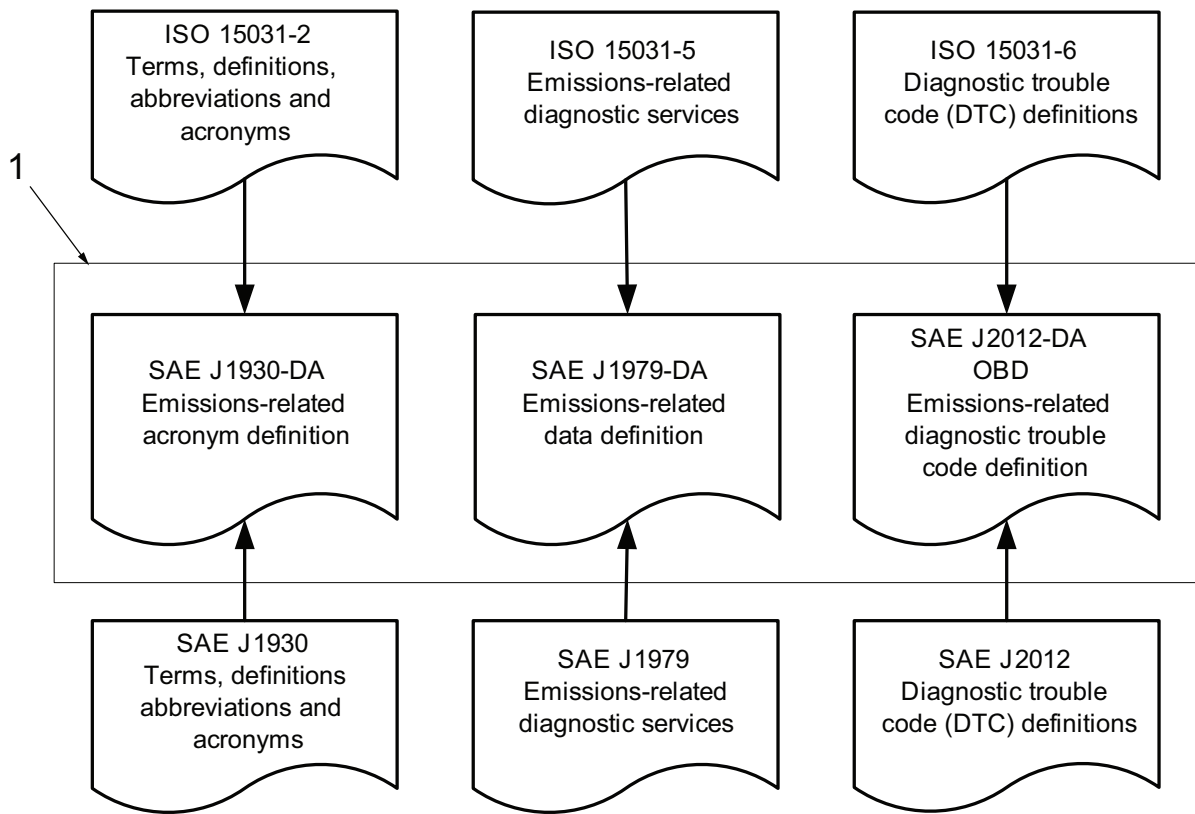 ISO 15031-2
Terms, definitions,
abbreviations and
acronyms
ISO 15031-5
Emissions-related
diagnostic services
ISO 15031-6
Diagnostic trouble
code (DTC) definitions
1
SAE J1930-DA
Emissions-related
acronym definition
SAE J1979-DA
Emissions-related
data definition
SAE J2012-DA
OBD
Emissions-related
diagnostic trouble
code definition
SAE J1930
Terms, definitions
abbreviations and
acronyms
SAE J1979
Emissions-related
diagnostic services
SAE J2012
Diagnostic trouble
code (DTC) definitions